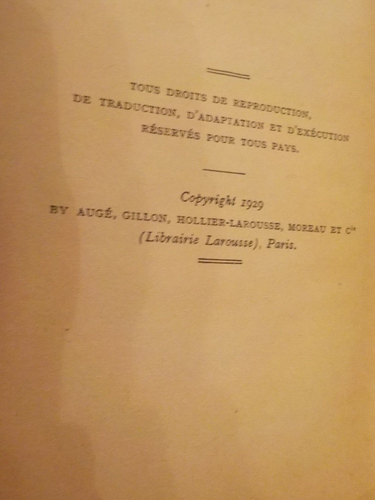 TOUS DROITS DE REPRODUCTION,
DE TRADUCTION, D'ADAPTATION ET D'EXÉCUTION
RÉSERVÉS POUR TOUS PAYS.
Copyright 1929
BY AUGÉ, GILLON, HOLLIER-LAROUSSE, MOREAU ET Cie
(Librairie Larousse), Paris.